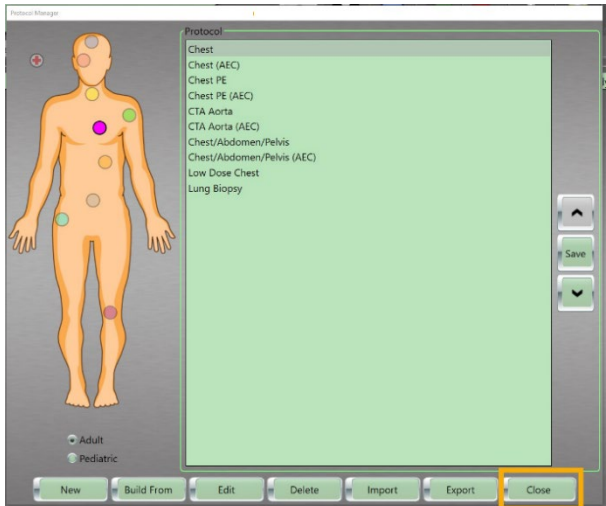 Protocol Manager
Protocol
Chest
Chest (AEC)
Chest PE
Chest PE (AEC)
CTA Aorta
CTA Aorta (AEC)
Chest/Abdomen/Pelvis
Chest/Abdomen/Pelvis (AEC)
Low Dose Chest
Lung Biopsy
Save
Adult
Pediatric
New
Build From
Edit
Delete
Import
Export
Close